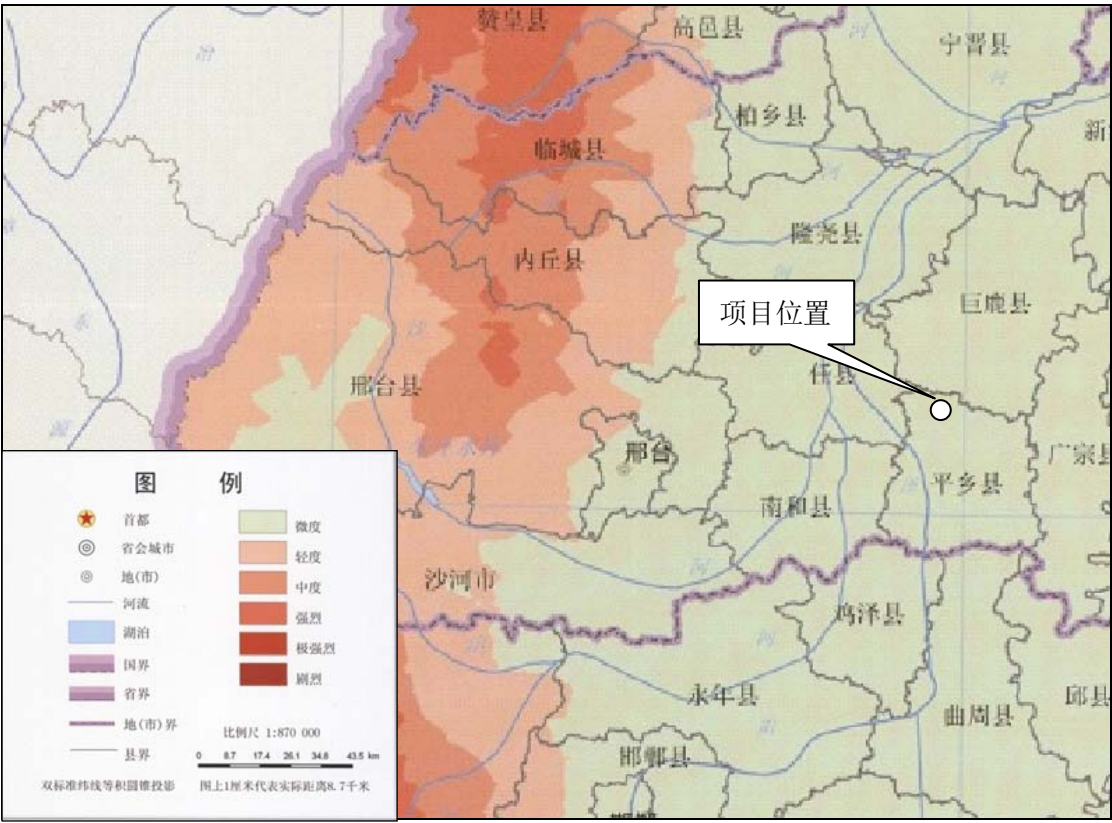 赞皇县
高邑县
宁晋县
柏乡县
新
临城县
隆尧县
内丘县
巨鹿县
项目位置
任县
邢台县
邢台
广宗县
平乡县
南和县
沙河市
鸡泽县
永年县
邱县
曲周县
邯郸县
河
河
河
河
河
河
图 例
首都
省会城市
地(市)
河流
湖泊
国界
省界
地(市)界
县界
微度
轻度
中度
强烈
极强烈
剧烈
比例尺 1:870 000
0 8.7 17.4 26.1 34.8 43.5 km
双标准纬线等积圆锥投影
图上1厘米代表实际距离8.7千米